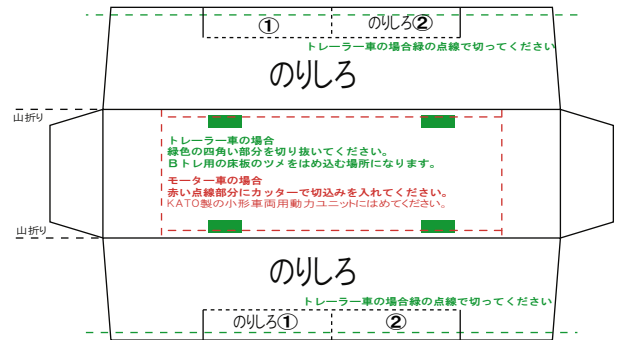 ① のりしろ②
トレーラー車の場合緑の点線で切ってください
のりしろ
山折り
トレーラー車の場合
緑色の四角い部分を切り抜いてください。
Bトレ用の床板のツメをはめ込む場所になります。
モーター車の場合
赤い点線部分にカッターで切込みを入れてください。
KATO製の小形車両用動力ユニットにはめてください。
山折り
のりしろ
トレーラー車の場合緑の点線で切ってください
のりしろ① ②